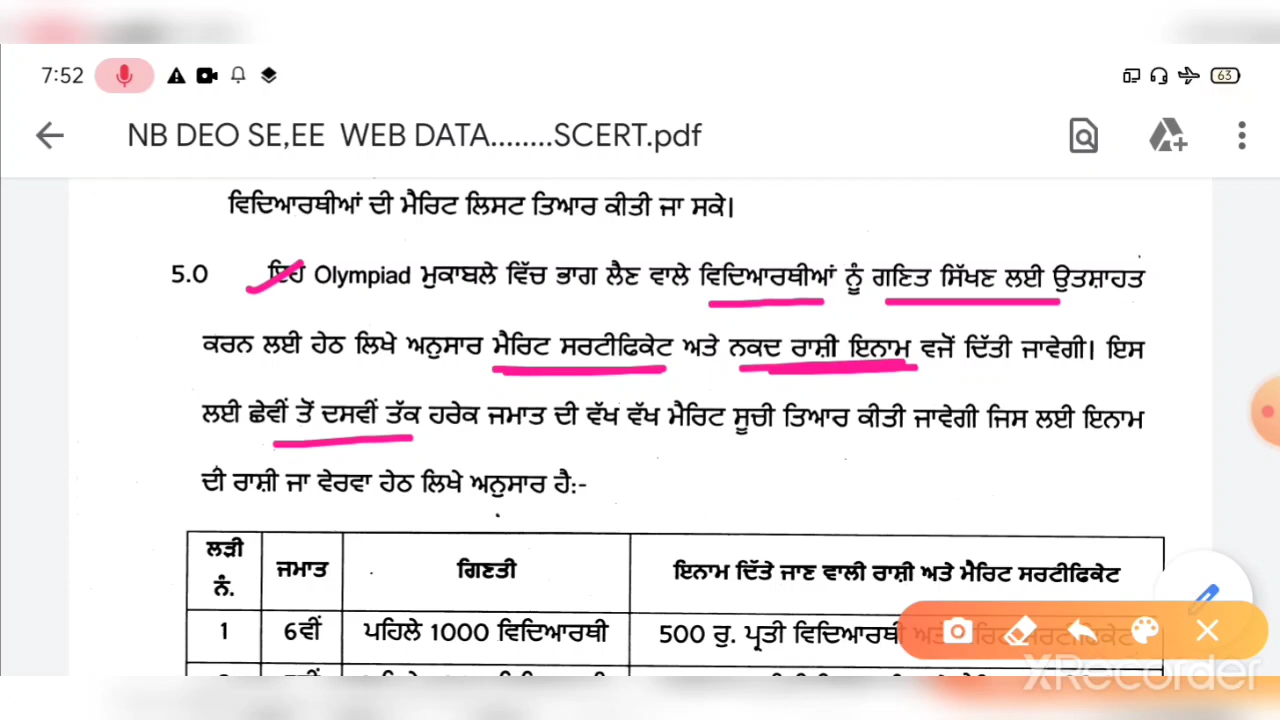 7:52
63
NB DEO SE,EE WEB DATA........SCERT.pdf
ਵਿਦਿਆਰਥੀਆਂ ਦੀ ਮੈਰਿਟ ਲਿਸਟ ਤਿਆਰ ਕੀਤੀ ਜਾ ਸਕੇ।
5.0 ਇਹ Olympiad ਮੁਕਾਬਲੇ ਵਿੱਚ ਭਾਗ ਲੈਣ ਵਾਲੇ ਵਿਦਿਆਰਥੀਆਂ ਨੂੰ ਗਣਿਤ ਸਿੱਖਣ ਲਈ ਉਤਸ਼ਾਹਤ
ਕਰਨ ਲਈ ਹੇਠ ਲਿਖੇ ਅਨੁਸਾਰ ਮੈਰਿਟ ਸਰਟੀਫਿਕੇਟ ਅਤੇ ਨਕਦ ਰਾਸ਼ੀ ਇਨਾਮ ਵਜੋਂ ਦਿੱਤੀ ਜਾਵੇਗੀ। ਇਸ
ਲਈ ਛੇਵੀਂ ਤੋਂ ਦਸਵੀਂ ਤੱਕ ਹਰੇਕ ਜਮਾਤ ਦੀ ਵੱਖ ਵੱਖ ਮੈਰਿਟ ਸੂਚੀ ਤਿਆਰ ਕੀਤੀ ਜਾਵੇਗੀ ਜਿਸ ਲਈ ਇਨਾਮ
ਦੀ ਰਾਸ਼ੀ ਜਾ ਵੇਰਵਾ ਹੇਠ ਲਿਖੇ ਅਨੁਸਾਰ ਹੈ:-
ਲੜੀ ਨੰ. ਜਮਾਤ ਗਿਣਤੀ ਇਨਾਮ ਦਿੱਤੇ ਜਾਣ ਵਾਲੀ ਰਾਸ਼ੀ ਅਤੇ ਮੈਰਿਟ ਸਰਟੀਫਿਕੇਟ
1 6ਵੀਂ ਪਹਿਲੇ 1000 ਵਿਦਿਆਰਥੀ 500 ਰੁ. ਪ੍ਰਤੀ ਵਿਦਿਆਰਥੀ ਅਤੇ ਮੈਰਿਟ ਸਰਟੀਫਿਕੇਟ
XRecorder